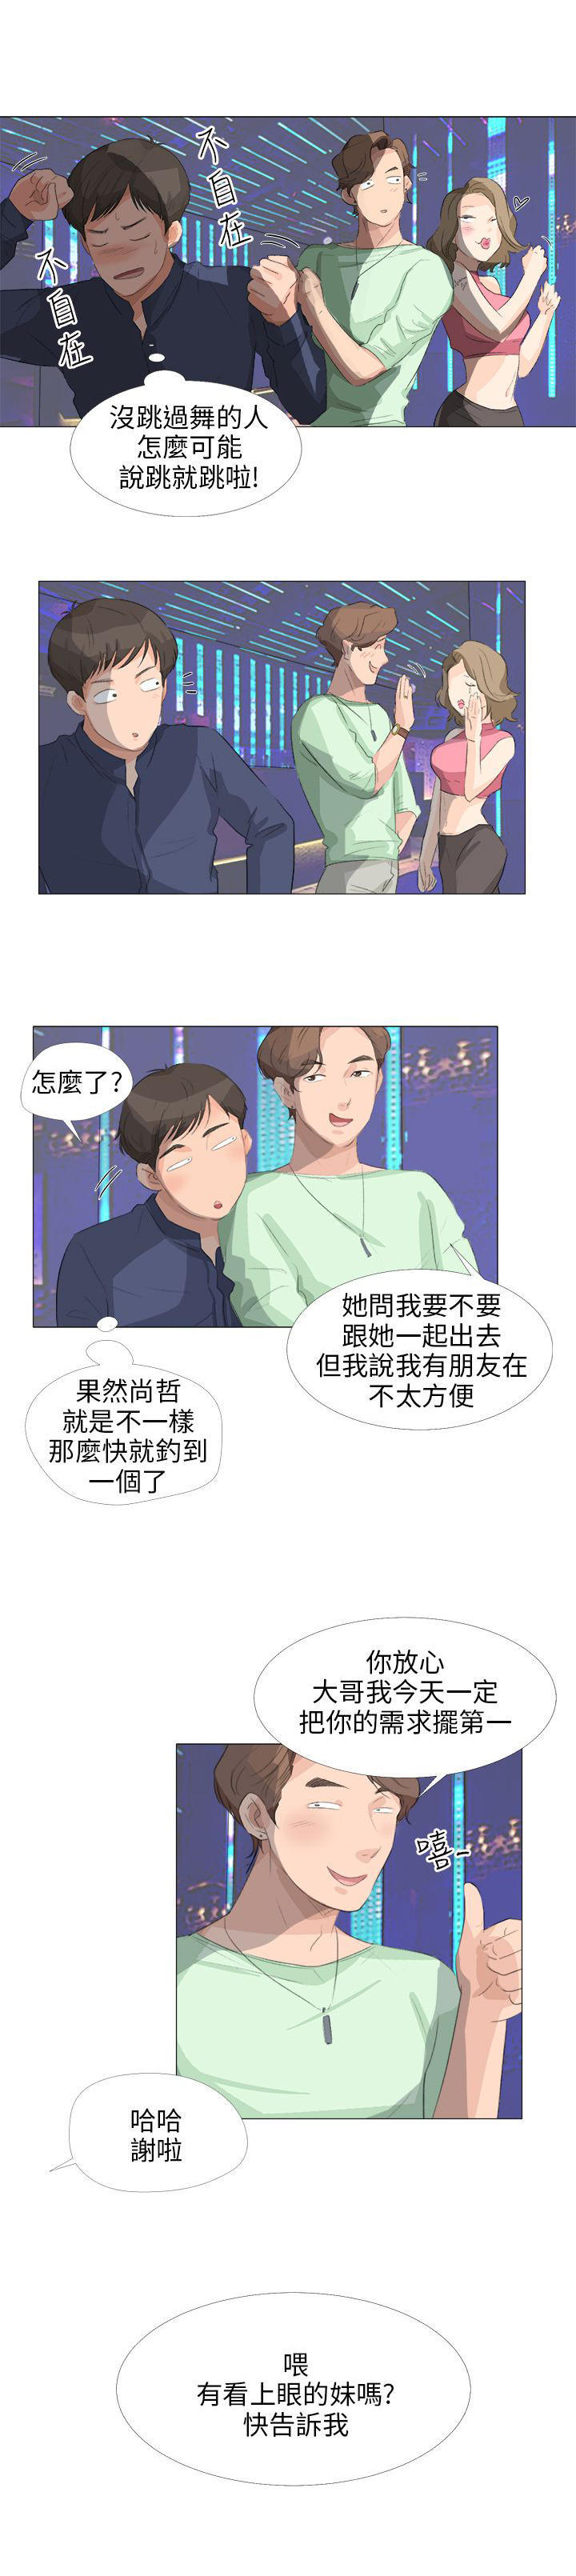 不自在
不自在
沒跳過舞的人
怎麼可能
說跳就跳啦!
怎麼了?
她問我要不要
跟她一起出去
但我說我有朋友在
不太方便
果然尚哲
就是不一樣
那麼快就釣到
一個了
你放心
大哥我今天一定
把你的需求擺第一
嘻~
哈哈
謝啦
喂
有看上眼的妹嗎?
快告訴我